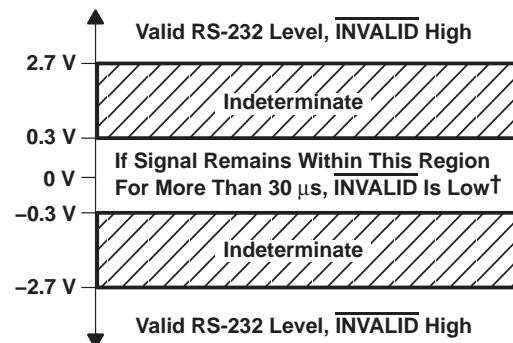 Valid RS-232 Level, INVALID High
2.7 V
Indeterminate
0.3 V
If Signal Remains Within This Region
0 V
For More Than 30 μs, INVALID Is Low†
−0.3 V
Indeterminate
−2.7 V
Valid RS-232 Level, INVALID High